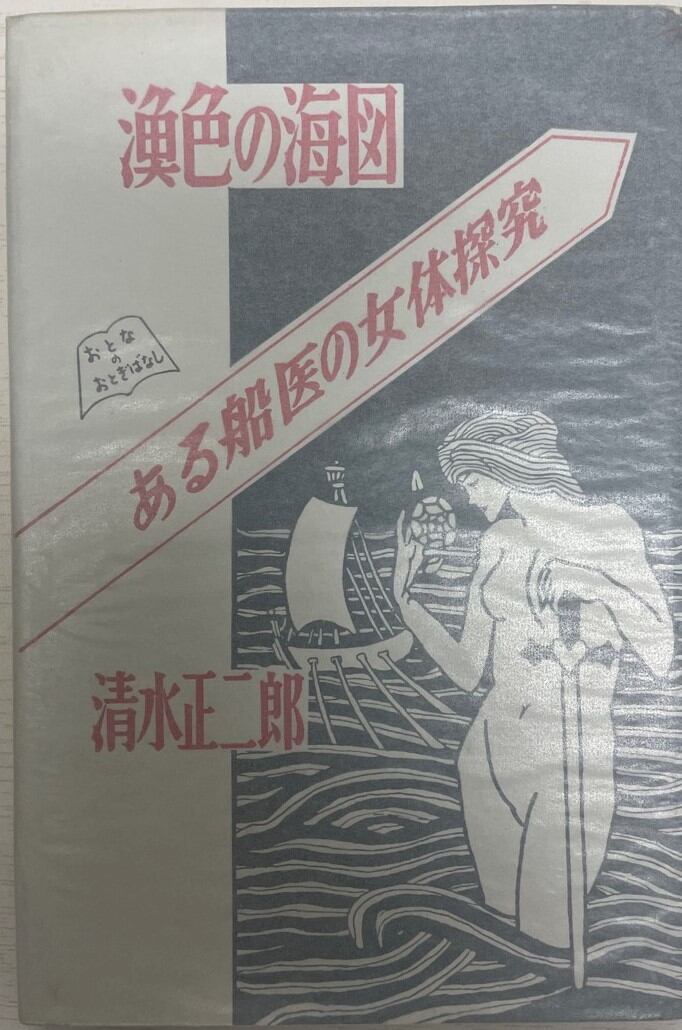 漁色の海図
ある船医の女体探究
おとな
の
おとぎばなし
清水正二郎